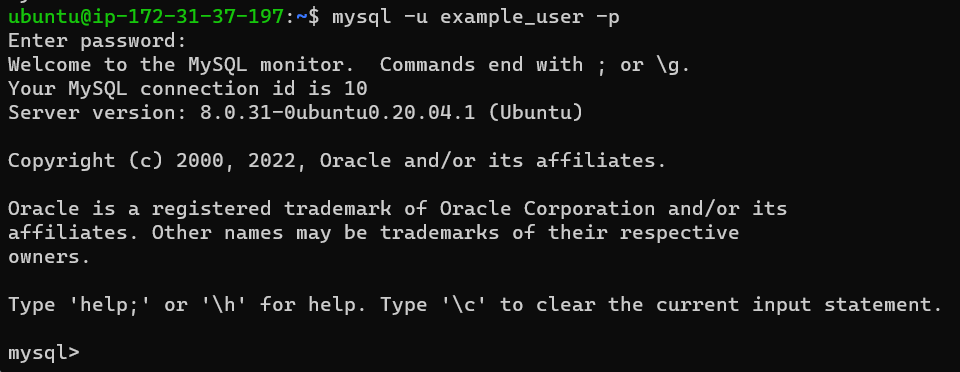 ubuntu@ip-172-31-37-197:~$ mysql -u example_user -p
Enter password:
Welcome to the MySQL monitor.  Commands end with ; or \g.
Your MySQL connection id is 10
Server version: 8.0.31-0ubuntu0.20.04.1 (Ubuntu)

Copyright (c) 2000, 2022, Oracle and/or its affiliates.

Oracle is a registered trademark of Oracle Corporation and/or its
affiliates. Other names may be trademarks of their respective
owners.

Type 'help;' or '\h' for help. Type '\c' to clear the current input statement.

mysql>